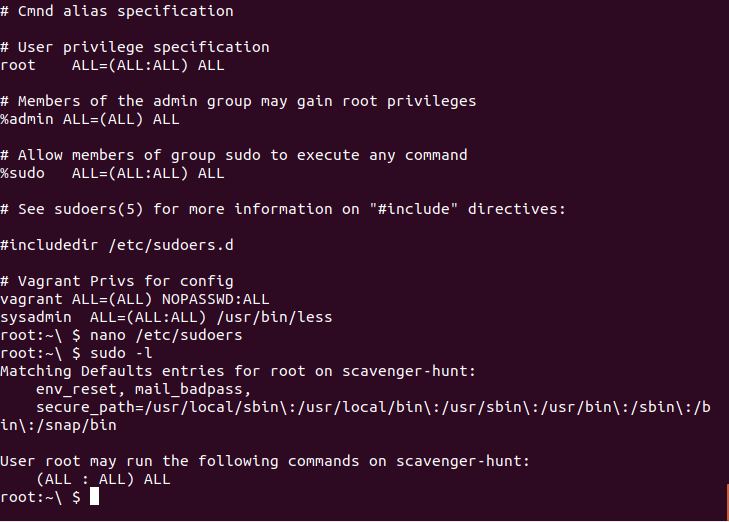 # Cmnd alias specification
# User privilege specification
root    ALL=(ALL:ALL) ALL
# Members of the admin group may gain root privileges
%admin ALL=(ALL) ALL
# Allow members of group sudo to execute any command
%sudo   ALL=(ALL:ALL) ALL
# See sudoers(5) for more information on "#include" directives:
#includedir /etc/sudoers.d
# Vagrant Privs for config
vagrant ALL=(ALL) NOPASSWD:ALL
sysadmin  ALL=(ALL:ALL) /usr/bin/less
root:~\ $ nano /etc/sudoers
root:~\ $ sudo -l
Matching Defaults entries for root on scavenger-hunt:
    env_reset, mail_badpass,
    secure_path=/usr/local/sbin\:/usr/local/bin\:/usr/sbin\:/usr/bin\:/sbin\:/b
in\:/snap/bin
User root may run the following commands on scavenger-hunt:
    (ALL : ALL) ALL
root:~\ $